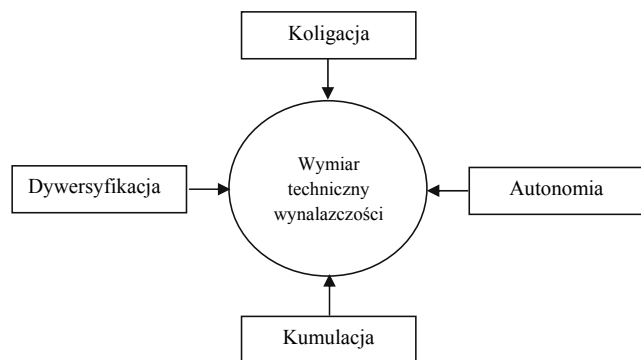 Koligacja
Dywersyfikacja
Wymiar
techniczny
wynalazczości
Autonomia
Kumulacja